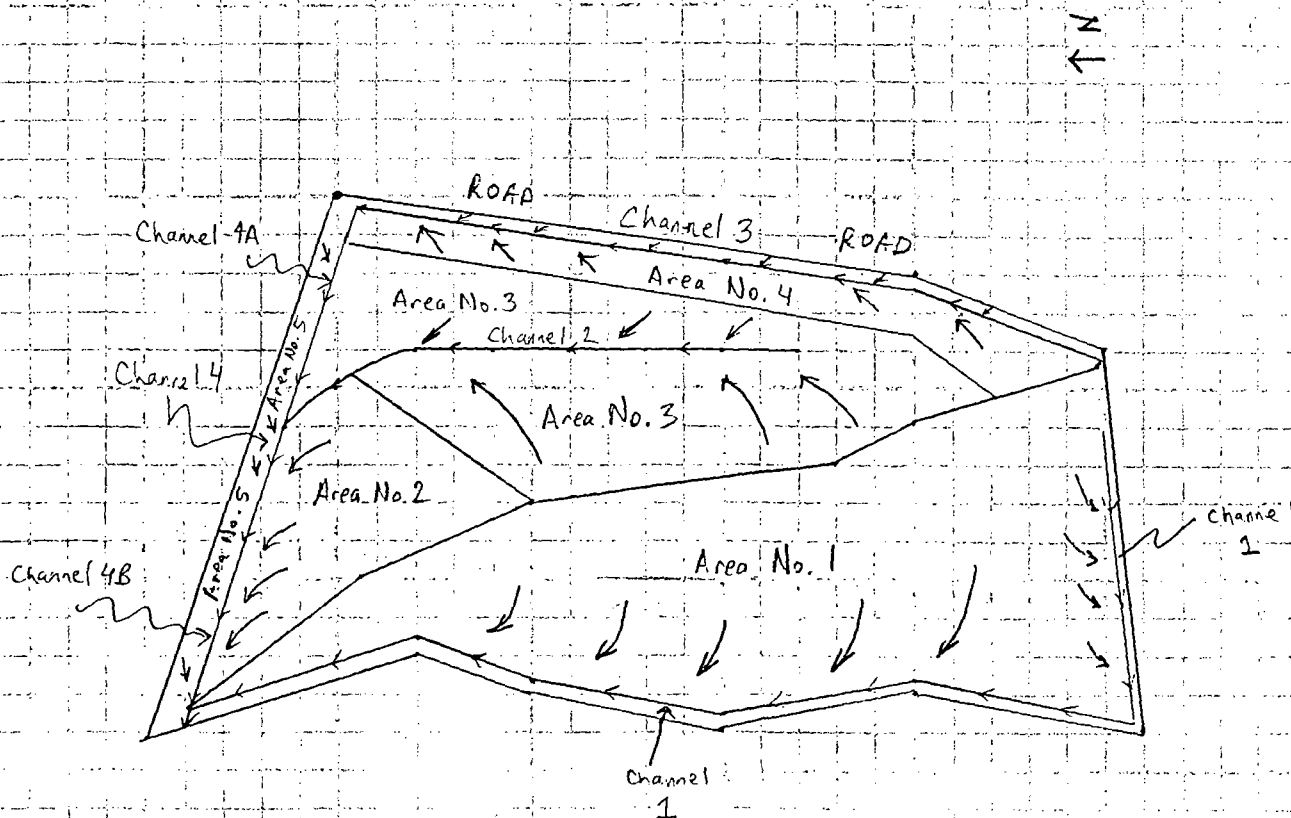 N
ROAD
Channel 3
ROAD
Channel 4A
Area No. 4
Area No. 3
Channel 2
Area No. 5
Channel 4
Area No. 3
Area No. 2
Area No. 5
Channel 4B
Area No. 1
Channel
1
Channel
1